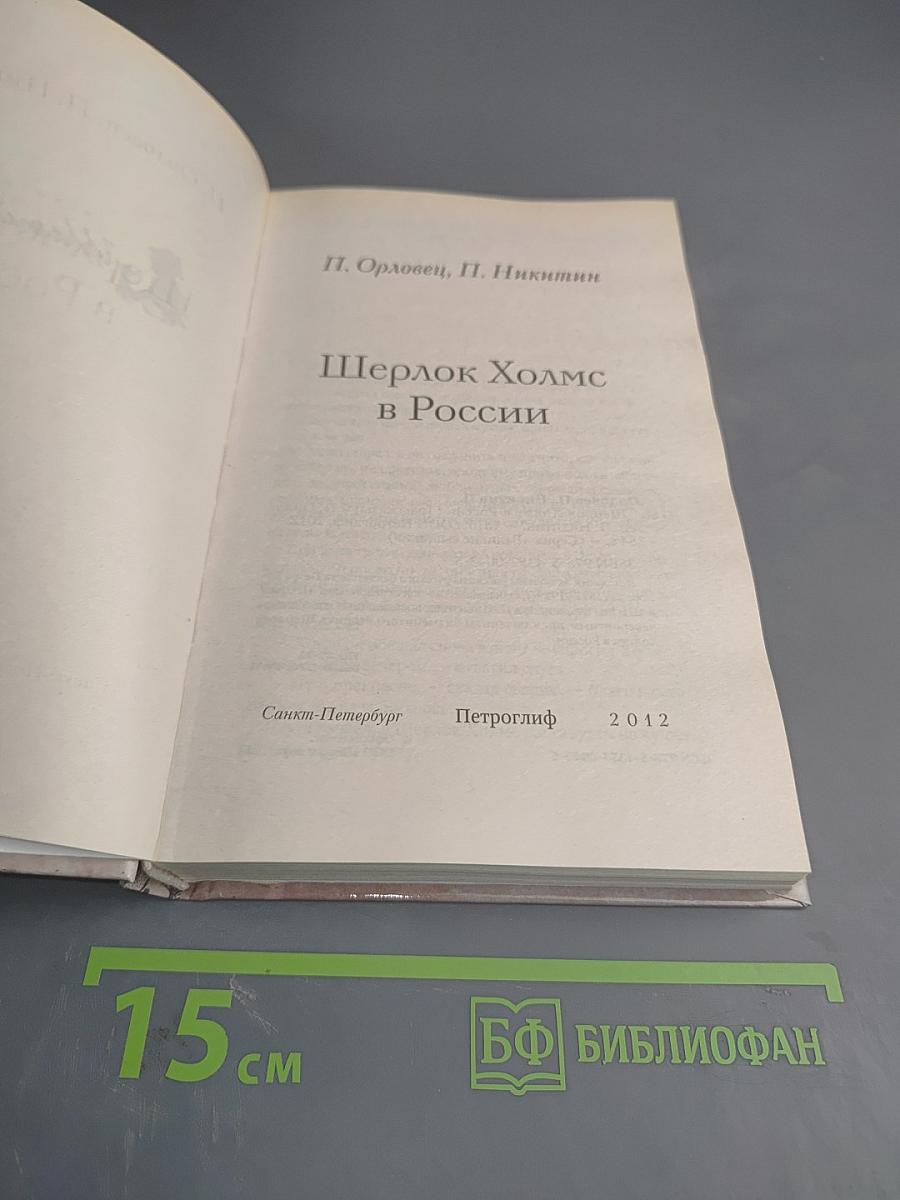 П. Орловец, П. Никитин
Шерлок Холмс
в России
Санкт-Петербург Петроглиф 2012
15 см
БФ БИБЛИОФАН